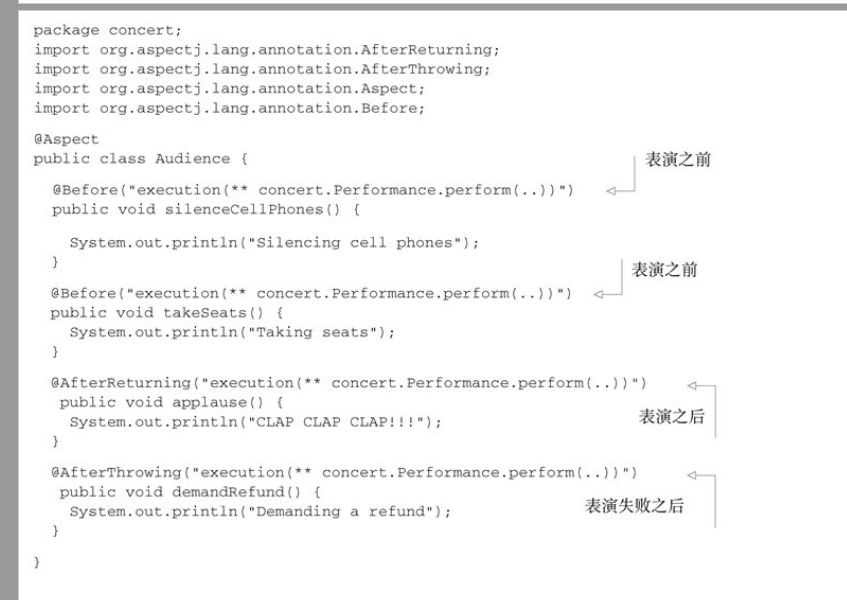 package concert;
import org.aspectj.lang.annotation.AfterReturning;
import org.aspectj.lang.annotation.AfterThrowing;
import org.aspectj.lang.annotation.Aspect;
import org.aspectj.lang.annotation.Before;
@Aspect
public class Audience {
表演之前
@Before("execution(** concert.Performance.perform(..))")
public void silenceCellPhones() {
System.out.println("Silencing cell phones");
}
表演之前
@Before("execution(** concert.Performance.perform(..))")
public void takeSeats() {
System.out.println("Taking seats");
}
@AfterReturning("execution(** concert.Performance.perform(..))")
public void applause() {
表演之后
System.out.println("CLAP CLAP CLAP!!!");
}
@AfterThrowing("execution(** concert.Performance.perform(..))")
public void demandRefund() {
表演失败之后
System.out.println("Demanding a refund");
}
}